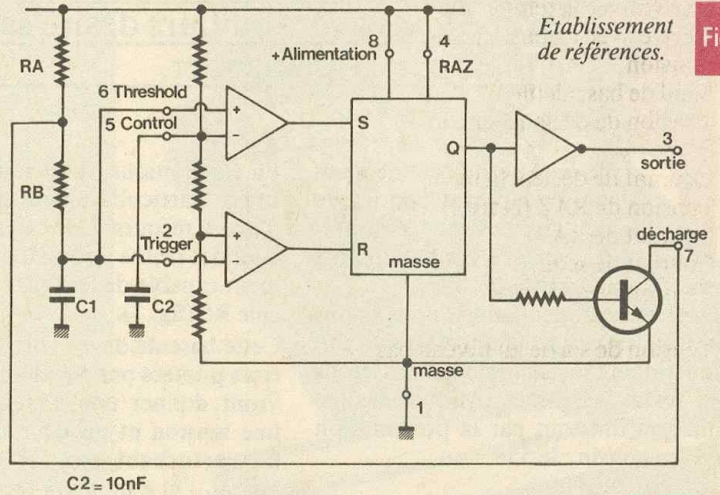 Etablissement
de références.
Fi
8
4
+Alimentation
RAZ
RA
6 Threshold
5 Control
S
Q
3
sortie
RB
2
Trigger
R
masse
décharge
7
C1
C2
masse
1
C2 = 10nF